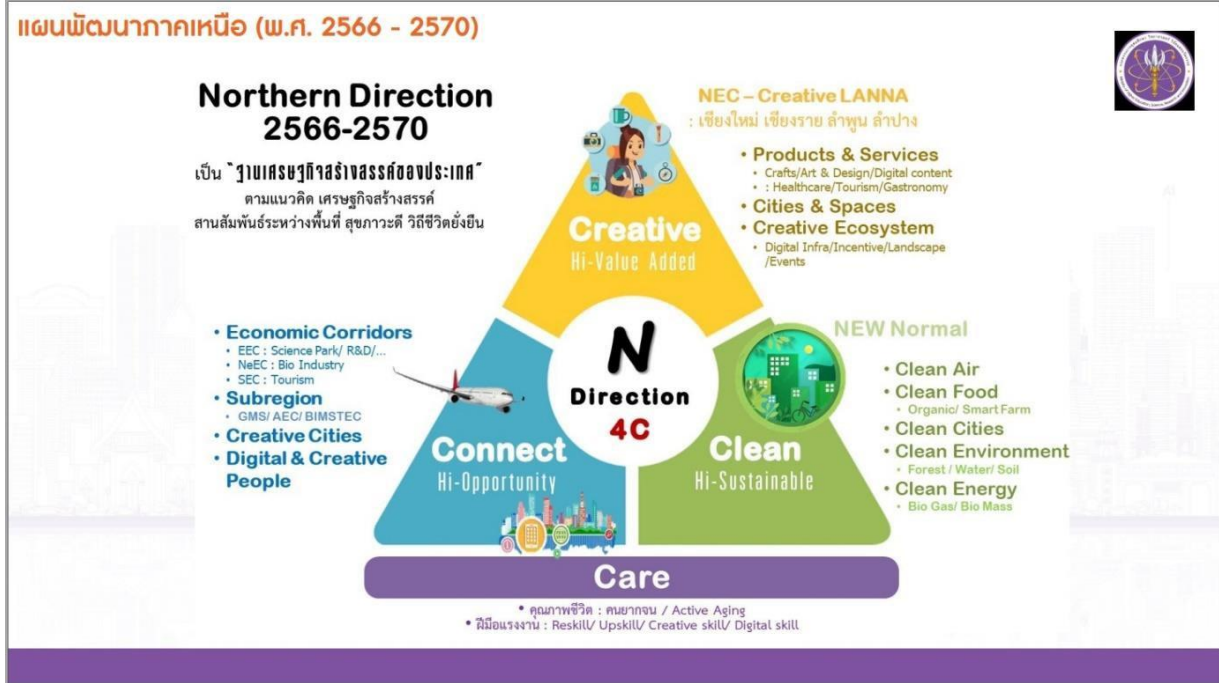 แผนพัฒนาภาคเหนือ (พ.ศ. 2566 - 2570)
Northern Direction
2566-2570
เป็น "ฐานเศรษฐกิจสร้างสรรค์ของประเทศ"
ตามแนวคิด เศรษฐกิจสร้างสรรค์
สานสัมพันธ์ระหว่างพื้นที่ สุขภาวะดี วิถีชีวิตยั่งยืน
NEC – Creative LANNA
: เชียงใหม่ เชียงราย ลำพูน ลำปาง
• Products & Services
• Crafts/Art & Design/Digital content
• : Healthcare/Tourism/Gastronomy
• Cities & Spaces
• Creative Ecosystem
• Digital Infra/Incentive/Landscape
/Events
Creative
Hi-Value Added
• Economic Corridors
• EEC : Science Park/ R&D/...
• NeEC : Bio Industry
• SEC : Tourism
• Subregion
• GMS/ AEC/ BIMSTEC
• Creative Cities
• Digital & Creative
People
Connect
Hi-Opportunity
N
Direction
4C
Clean
Hi-Sustainable
NEW Normal
• Clean Air
• Clean Food
• Organic/ Smart Farm
• Clean Cities
• Clean Environment
• Forest / Water/ Soil
• Clean Energy
• Bio Gas/ Bio Mass
Care
• คุณภาพชีวิต : คนยากจน / Active Aging
• ฝีมือแรงงาน : Reskill/ Upskill/ Creative skill/ Digital skill